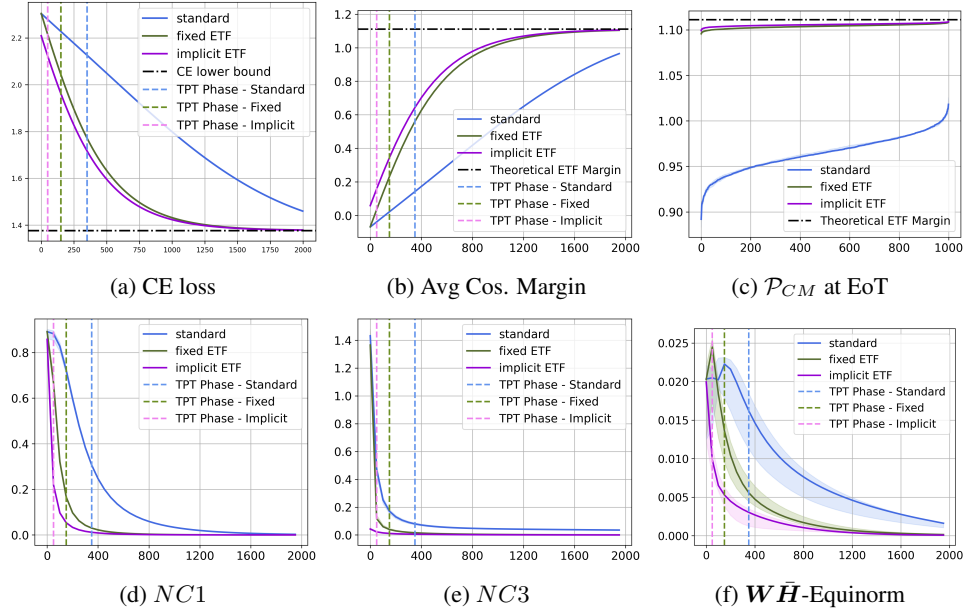 2.2
2.0
1.8
1.6
1.4
0
250
500
750
1000
1250
1500
1750
2000
standard
fixed ETF
implicit ETF
CE lower bound
TPT Phase - Standard
TPT Phase - Fixed
TPT Phase - Implicit
(a) CE loss
1.2
1.0
0.8
0.6
0.4
0.2
0.0
0
400
800
1200
1600
2000
standard
fixed ETF
implicit ETF
Theoretical ETF Margin
TPT Phase - Standard
TPT Phase - Fixed
TPT Phase - Implicit
(b) Avg Cos. Margin
1.10
1.05
1.00
0.95
0.90
0
200
400
600
800
1000
standard
fixed ETF
implicit ETF
Theoretical ETF Margin
(c) 𝒫CM at EoT
0.8
0.6
0.4
0.2
0.0
0
400
800
1200
1600
2000
standard
fixed ETF
implicit ETF
TPT Phase - Standard
TPT Phase - Fixed
TPT Phase - Implicit
(d) NC1
1.4
1.2
1.0
0.8
0.6
0.4
0.2
0.0
0
400
800
1200
1600
2000
standard
fixed ETF
implicit ETF
TPT Phase - Standard
TPT Phase - Fixed
TPT Phase - Implicit
(e) NC3
0.025
0.020
0.015
0.010
0.005
0.000
0
400
800
1200
1600
2000
standard
fixed ETF
implicit ETF
TPT Phase - Standard
TPT Phase - Fixed
TPT Phase - Implicit
(f) WH̄-Equinorm